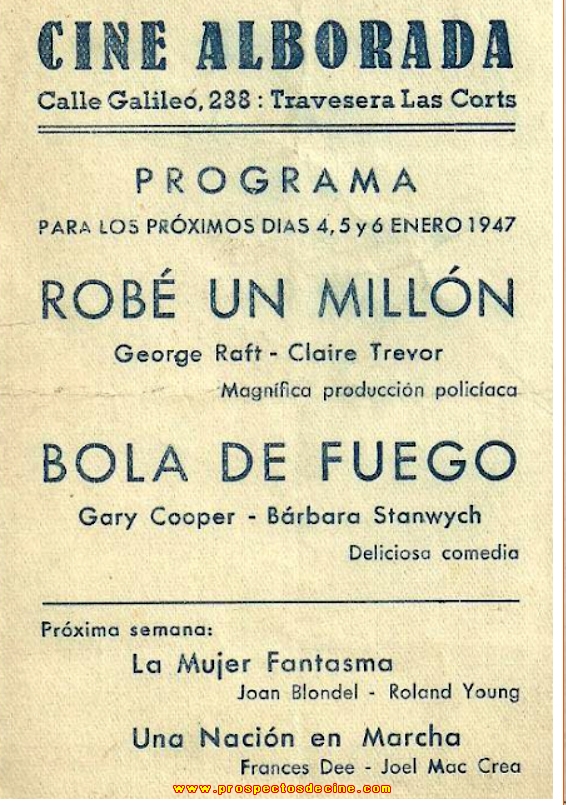 CINE ALBORADA
Calle Galileo, 288 : Travesera Las Corts
PROGRAMA
PARA LOS PRÓXIMOS DIAS 4, 5 y 6 ENERO 1947
ROBÉ UN MILLÓN
George Raft - Claire Trevor
Magnífica producción policíaca
BOLA DE FUEGO
Gary Cooper - Bárbara Stanwych
Deliciosa comedia
Próxima semana:
La Mujer Fantasma
Joan Blondel - Roland Young
Una Nación en Marcha
Frances Dee - Joel Mac Crea
www.prospectosdecine.com